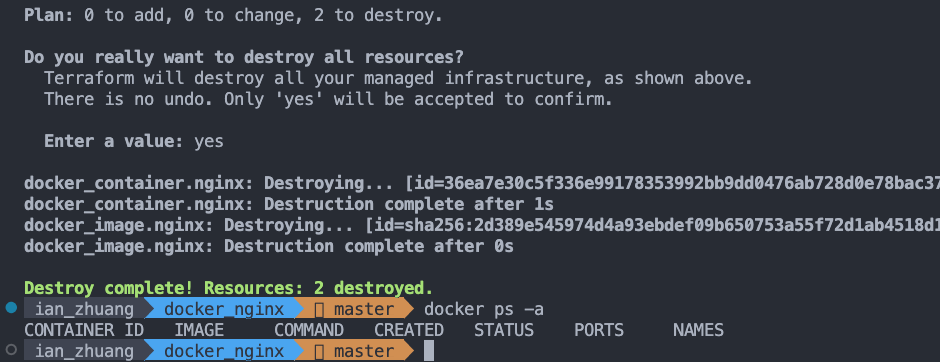 Plan: 0 to add, 0 to change, 2 to destroy.
Do you really want to destroy all resources?
Terraform will destroy all your managed infrastructure, as shown above.
There is no undo. Only 'yes' will be accepted to confirm.
Enter a value: yes
docker_container.nginx: Destroying... [id=36ea7e30c5f336e99178353992bb9dd0476ab728d0e78bac37
docker_container.nginx: Destruction complete after 1s
docker_image.nginx: Destroying... [id=sha256:2d389e545974d4a93ebdef09b650753a55f72d1ab4518d1
docker_image.nginx: Destruction complete after 0s
Destroy complete! Resources: 2 destroyed.
ian_zhuang docker_nginx master docker ps -a
CONTAINER ID IMAGE COMMAND CREATED STATUS PORTS NAMES
ian_zhuang docker_nginx master